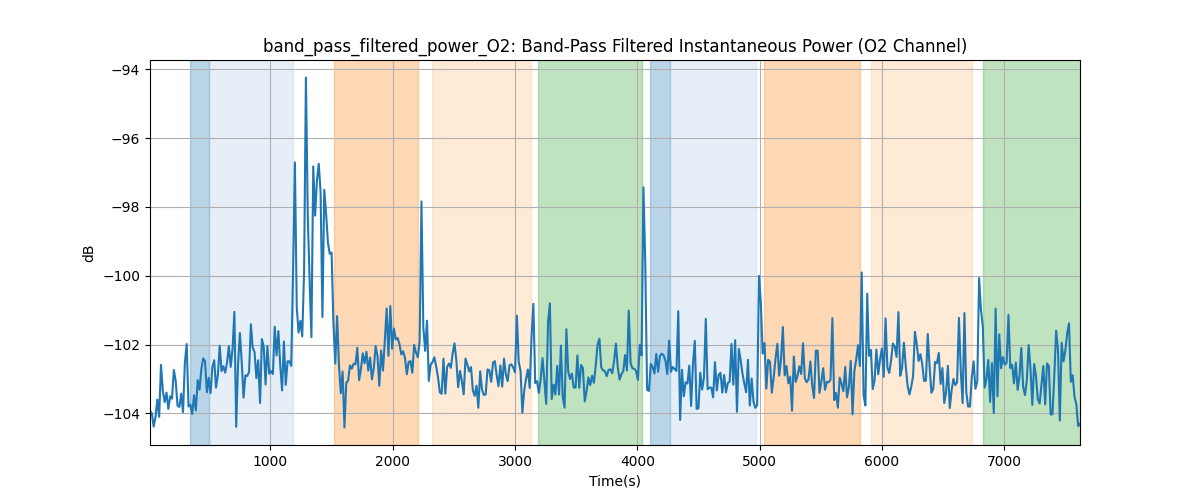 band_pass_filtered_power_O2: Band-Pass Filtered Instantaneous Power (O2 Channel)
−94
−96
−98
−100
−102
−104
dB
1000 2000 3000 4000 5000 6000 7000
Time(s)